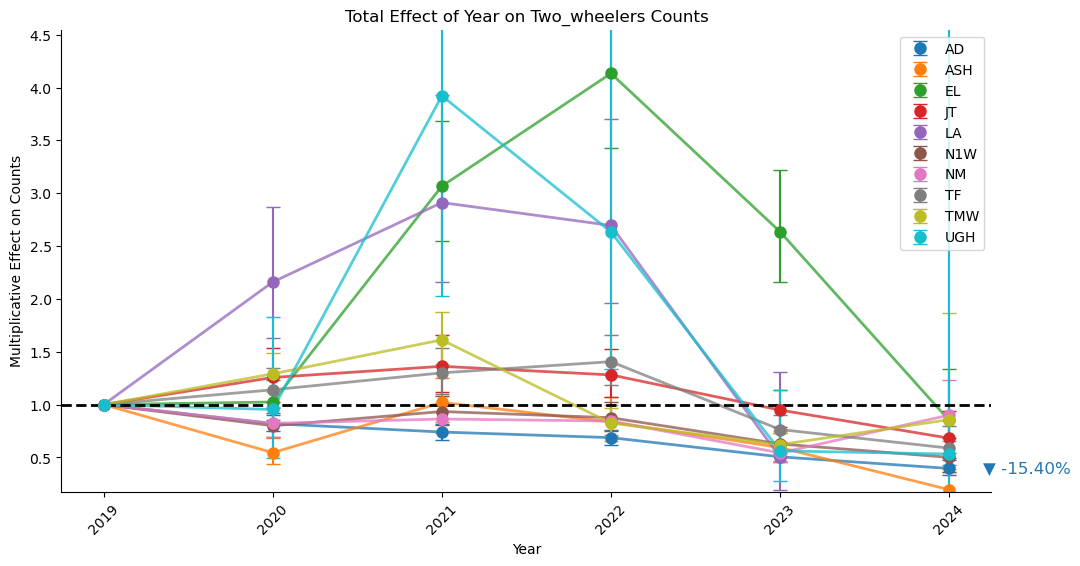 Total Effect of Year on Two_wheelers Counts
Multiplicative Effect on Counts
4.5
4.0
3.5
3.0
2.5
2.0
1.5
1.0
0.5
AD
ASH
EL
JT
LA
N1W
NM
TF
TMW
UGH
▼ -15.40%
2019
2020
2021
2022
2023
2024
Year